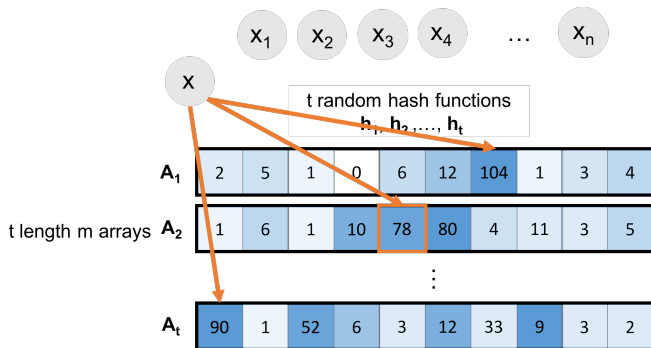 x₁ x₂ x₃ x₄ … xₙ
x
t random hash functions
h₁, h₂ ,…, hₜ
A₁ 2 5 1 0 6 12 104 1 3 4
t length m arrays A₂ 1 6 1 10 78 80 4 11 3 5
⋮
Aₜ 90 1 52 6 3 12 33 9 3 2